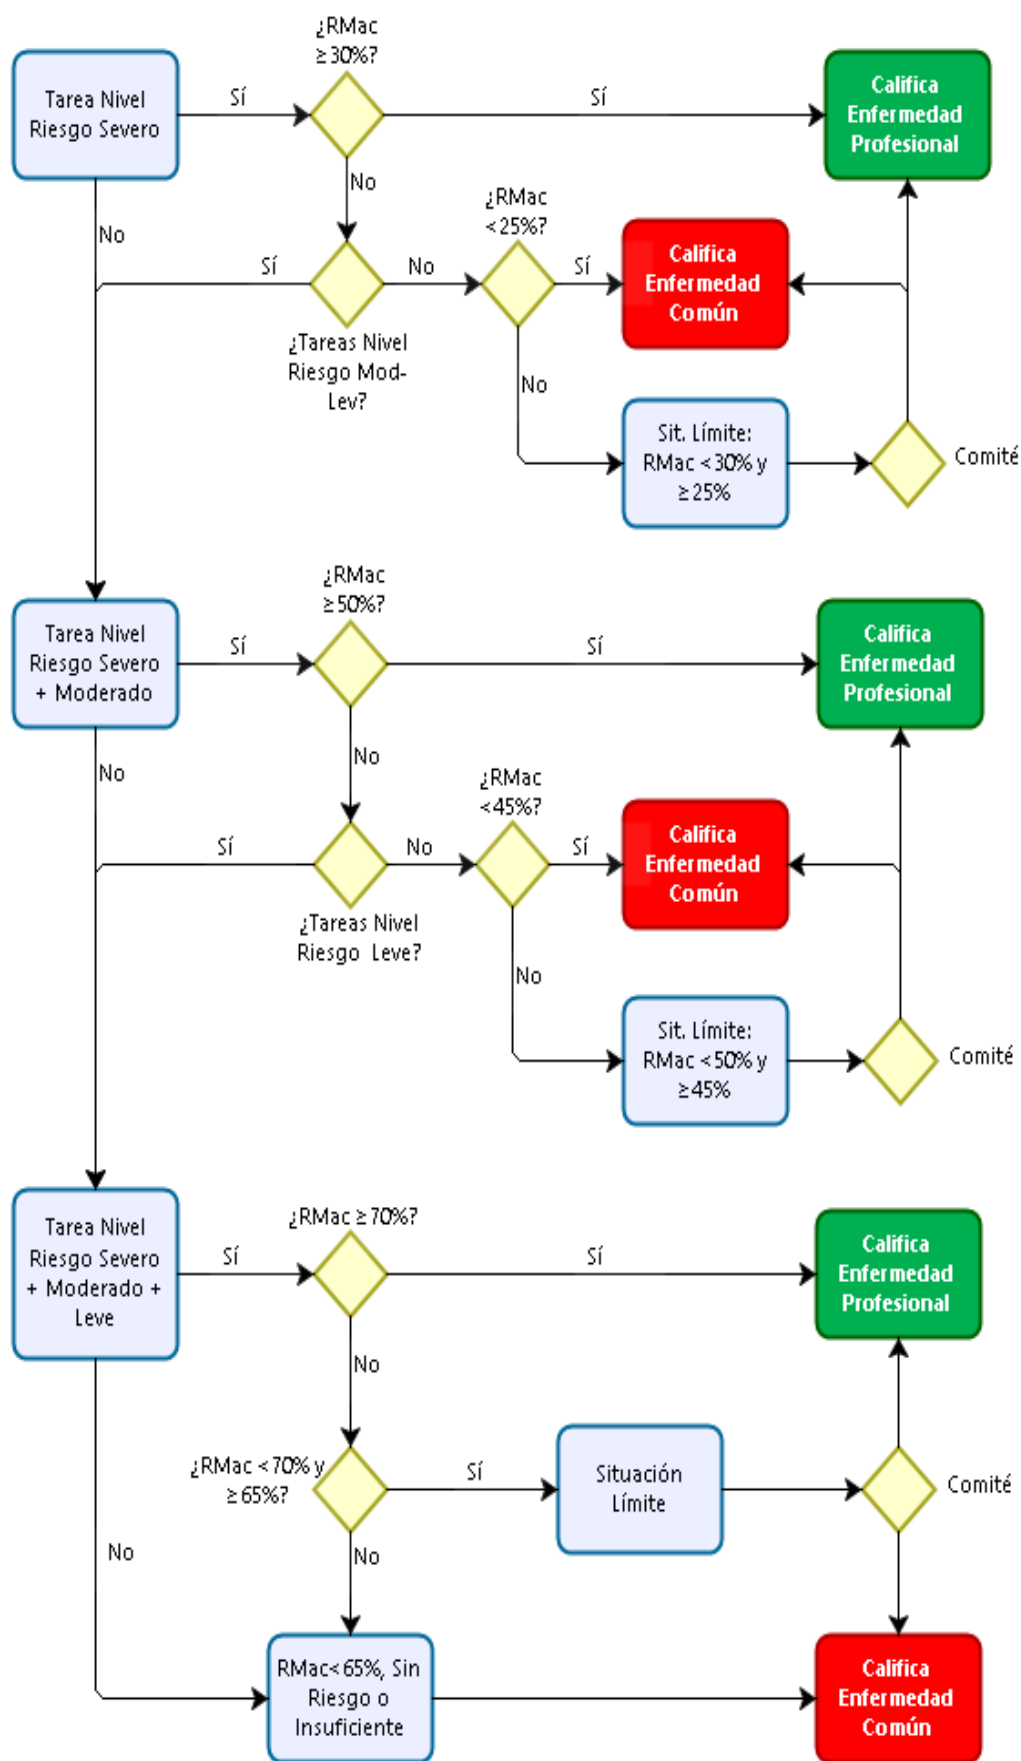 ¿RMac
≥30%?
Tarea Nivel
Riesgo Severo
Sí
Sí
Califica
Enfermedad
Profesional
No
No
¿RMac
<25%?
Sí
No
Sí
Califica
Enfermedad
Común
¿Tareas Nivel
Riesgo Mod-
Lev?
No
Sit. Límite:
RMac <30% y
≥25%
Comité
¿RMac
≥50%?
Tarea Nivel
Riesgo Severo
+ Moderado
Sí
Sí
Califica
Enfermedad
Profesional
No
No
¿RMac
<45%?
Sí
No
Sí
Califica
Enfermedad
Común
¿Tareas Nivel
Riesgo Leve?
No
Sit. Límite:
RMac <50% y
≥45%
Comité
¿RMac ≥70%?
Tarea Nivel
Riesgo Severo
+ Moderado +
Leve
Sí
Sí
Califica
Enfermedad
Profesional
No
¿RMac <70% y
≥65%?
Sí
Situación
Límite
Comité
No
No
RMac<65%, Sin
Riesgo o
Insuficiente
Califica
Enfermedad
Común